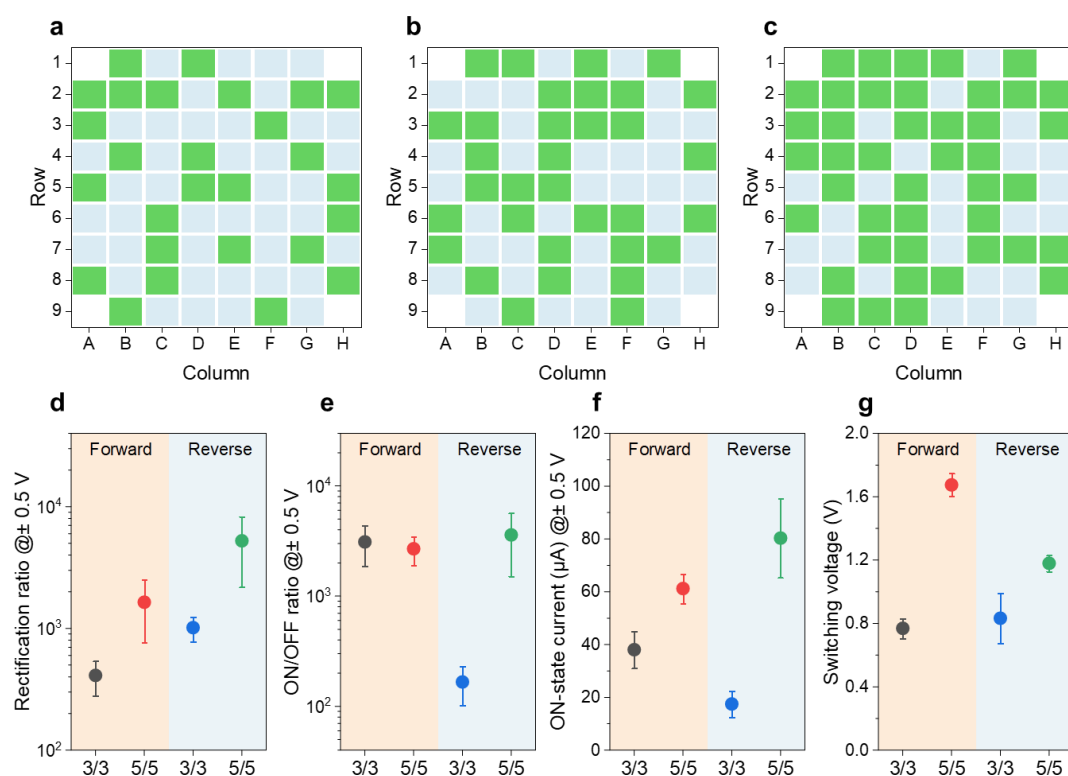 a
b
c
1
2
3
4
5
6
7
8
9
Row
A B C D E F G H
Column
1
2
3
4
5
6
7
8
9
Row
A B C D E F G H
Column
1
2
3
4
5
6
7
8
9
Row
A B C D E F G H
Column
d
Forward Reverse
Rectification ratio @± 0.5 V
10⁴
10³
10²
3/3 5/5 3/3 5/5
e
Forward Reverse
ON/OFF ratio @± 0.5 V
10⁴
10³
10²
3/3 5/5 3/3 5/5
f
Forward Reverse
ON-state current (µA) @± 0.5 V
120
100
80
60
40
20
0
3/3 5/5 3/3 5/5
g
Forward Reverse
Switching voltage (V)
2.0
1.6
1.2
0.8
0.4
0.0
3/3 5/5 3/3 5/5